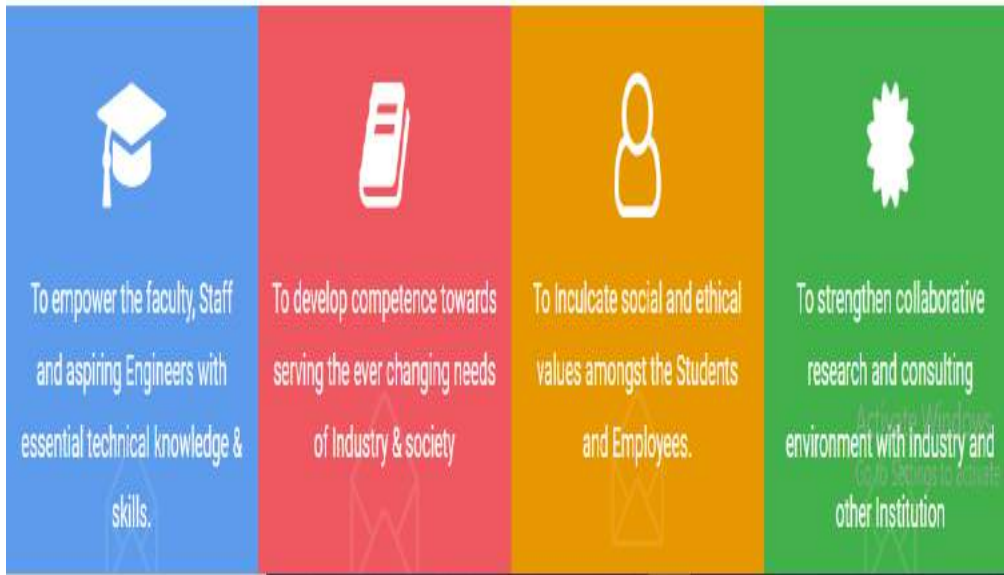 To empower the faculty, Staff
and aspiring Engineers with
essential technical knowledge &
skills.
To develop competence towards
serving the ever changing needs
of Industry & society
To Inculcate social and ethical
values amongst the Students
and Employees.
To strengthen collaborative
research and consulting
environment with Industry and
other Institution
Activate Windows
Go to Settings to activate